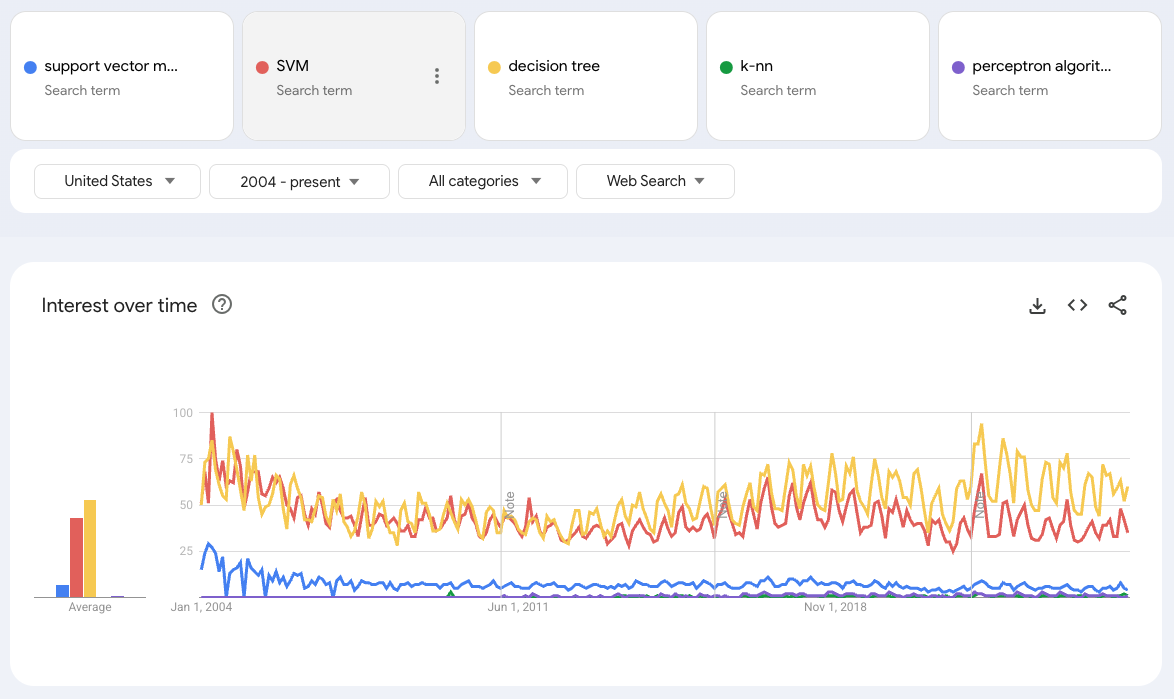 support vector m...
Search term
SVM
Search term
decision tree
Search term
k-nn
Search term
perceptron algorit...
Search term
United States
2004 - present
All categories
Web Search
Interest over time
?
100
75
50
25
Note
Note
Note
Average
Jan 1, 2004
Jun 1, 2011
Nov 1, 2018